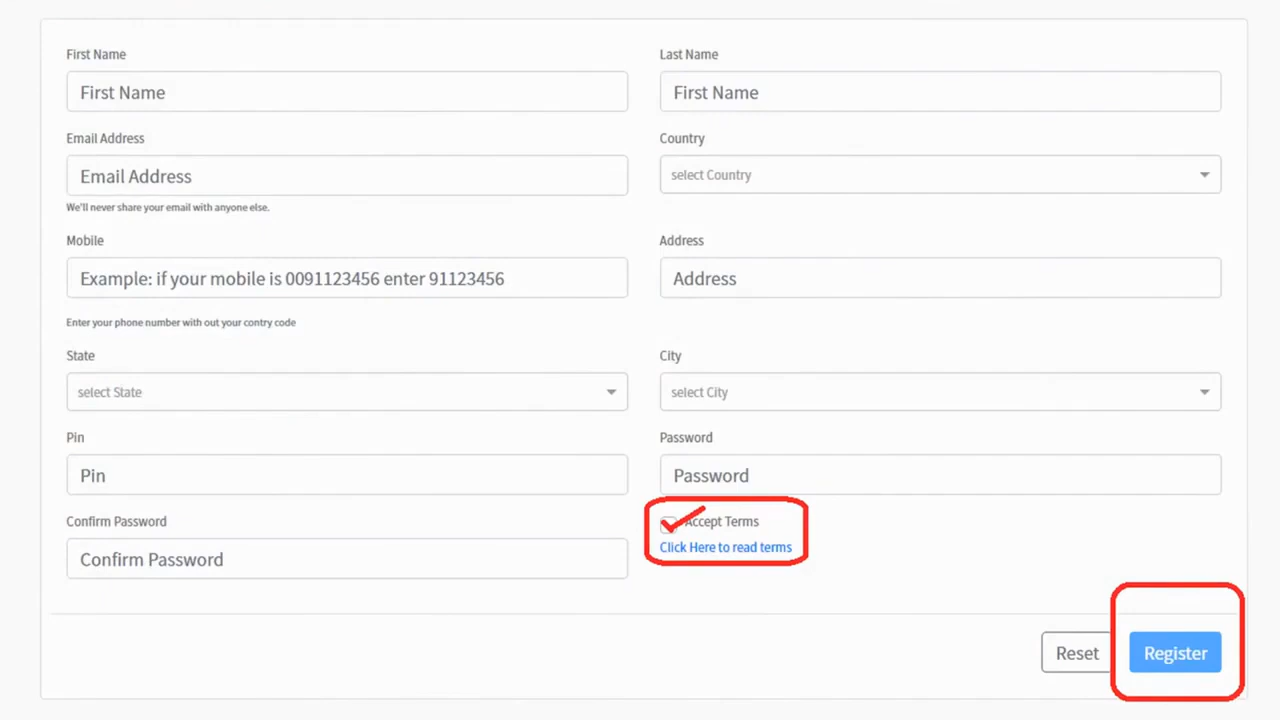 First Name
Last Name
First Name
First Name
Email Address
Country
Email Address
select Country
We'll never share your email with anyone else.
Mobile
Address
Example: if your mobile is 0091123456 enter 91123456
Address
Enter your phone number with out your contry code
State
City
select State
select City
Pin
Password
Pin
Password
Confirm Password
Accept Terms
Click Here to read terms
Confirm Password
Reset
Register